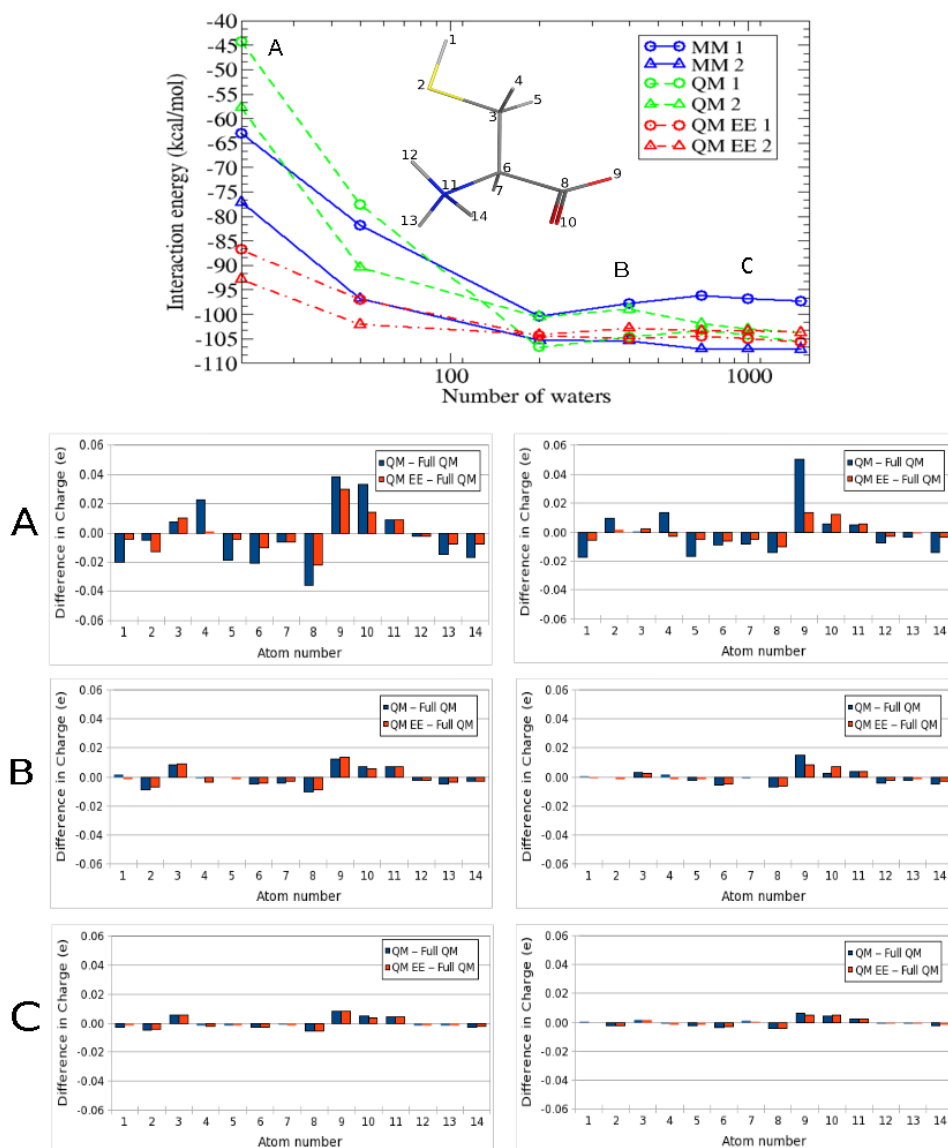 -40
-45
-50
-55
-60
-65
-70
-75
-80
-85
-90
-95
-100
-105
-110
Interaction energy (kcal/mol)
A
B
C
1
2
3
4
5
6
7
8
9
10
11
12
13
14
MM 1
MM 2
QM 1
QM 2
QM EE 1
QM EE 2
100 1000
Number of waters
A
0.06
0.04
0.02
0.00
-0.02
-0.04
-0.06
Difference in Charge (e)
QM – Full QM
QM EE – Full QM
1 2 3 4 5 6 7 8 9 10 11 12 13 14
Atom number
0.06
0.04
0.02
0.00
-0.02
-0.04
-0.06
Difference in Charge (e)
QM – Full QM
QM EE – Full QM
1 2 3 4 5 6 7 8 9 10 11 12 13 14
Atom number
B
0.06
0.04
0.02
0.00
-0.02
-0.04
-0.06
Difference in Charge (e)
QM – Full QM
QM EE – Full QM
1 2 3 4 5 6 7 8 9 10 11 12 13 14
Atom number
0.06
0.04
0.02
0.00
-0.02
-0.04
-0.06
Difference in Charge (e)
QM – Full QM
QM EE – Full QM
1 2 3 4 5 6 7 8 9 10 11 12 13 14
Atom number
C
0.06
0.04
0.02
0.00
-0.02
-0.04
-0.06
Difference in Charge (e)
QM – Full QM
QM EE – Full QM
1 2 3 4 5 6 7 8 9 10 11 12 13 14
Atom number
0.06
0.04
0.02
0.00
-0.02
-0.04
-0.06
Difference in Charge (e)
QM – Full QM
QM EE – Full QM
1 2 3 4 5 6 7 8 9 10 11 12 13 14
Atom number